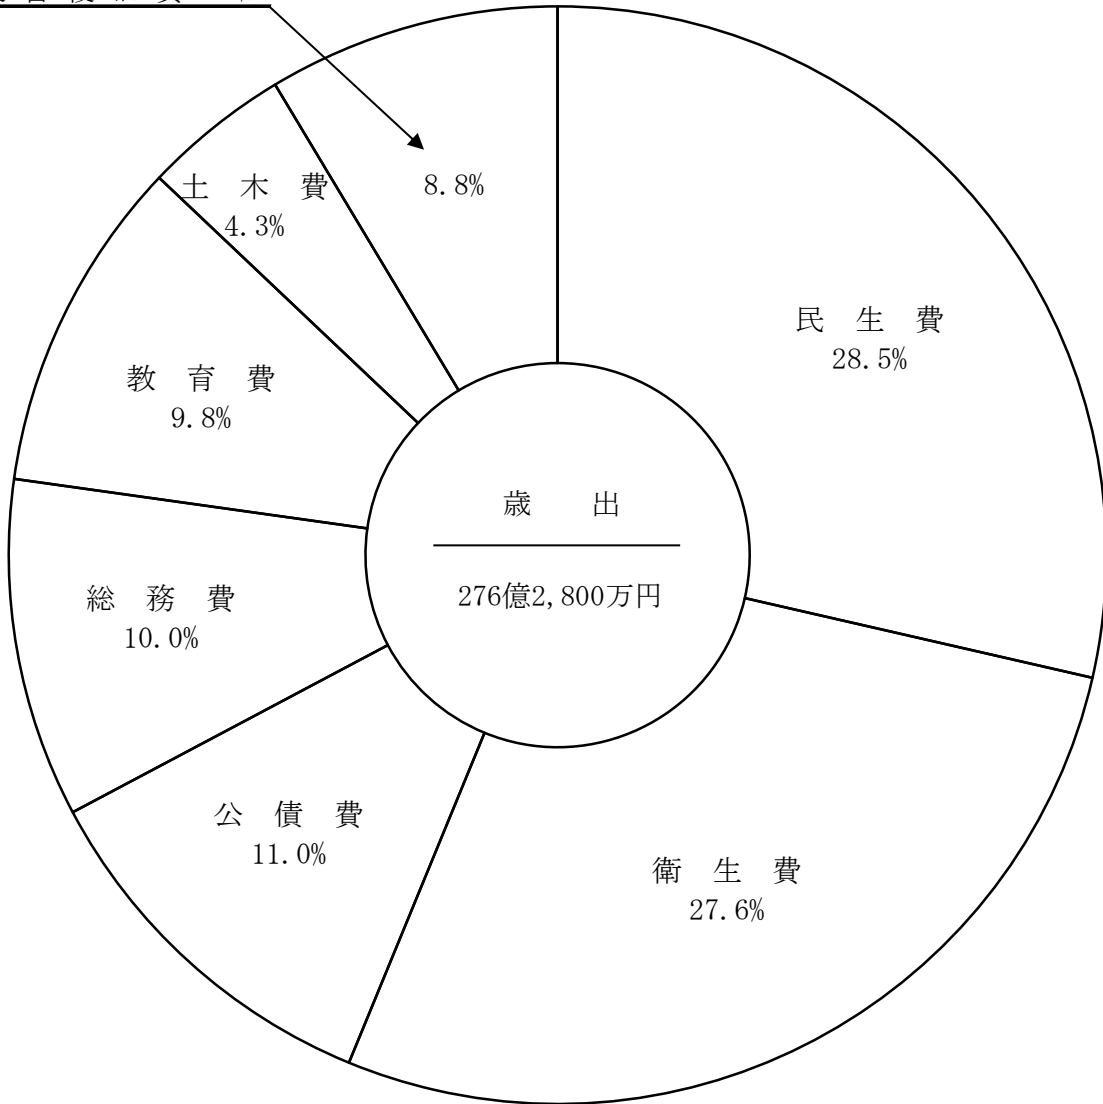 8.8%
土　木　費
4.3%
民　生　費
28.5%
教　育　費
9.8%
歳　　出
276億2,800万円
総　務　費
10.0%
公　債　費
11.0%
衛　生　費
27.6%